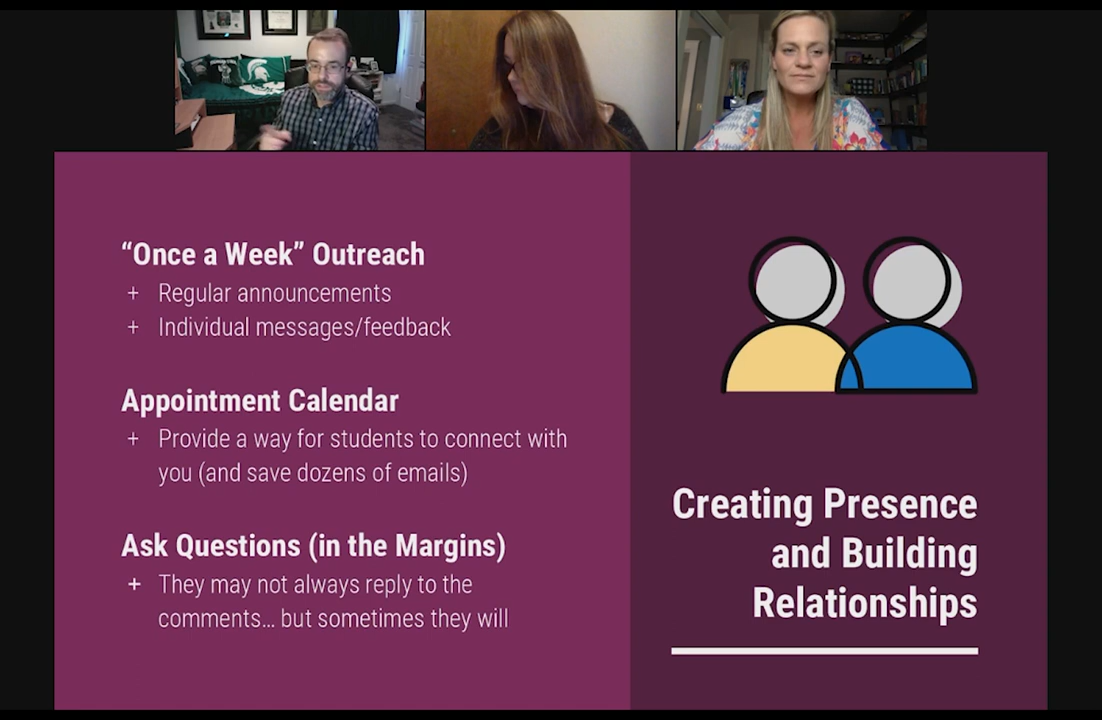 “Once a Week” Outreach
+ Regular announcements
+ Individual messages/feedback
Appointment Calendar
+ Provide a way for students to connect with
you (and save dozens of emails)
Ask Questions (in the Margins)
+ They may not always reply to the
comments… but sometimes they will
Creating Presence
and Building
Relationships